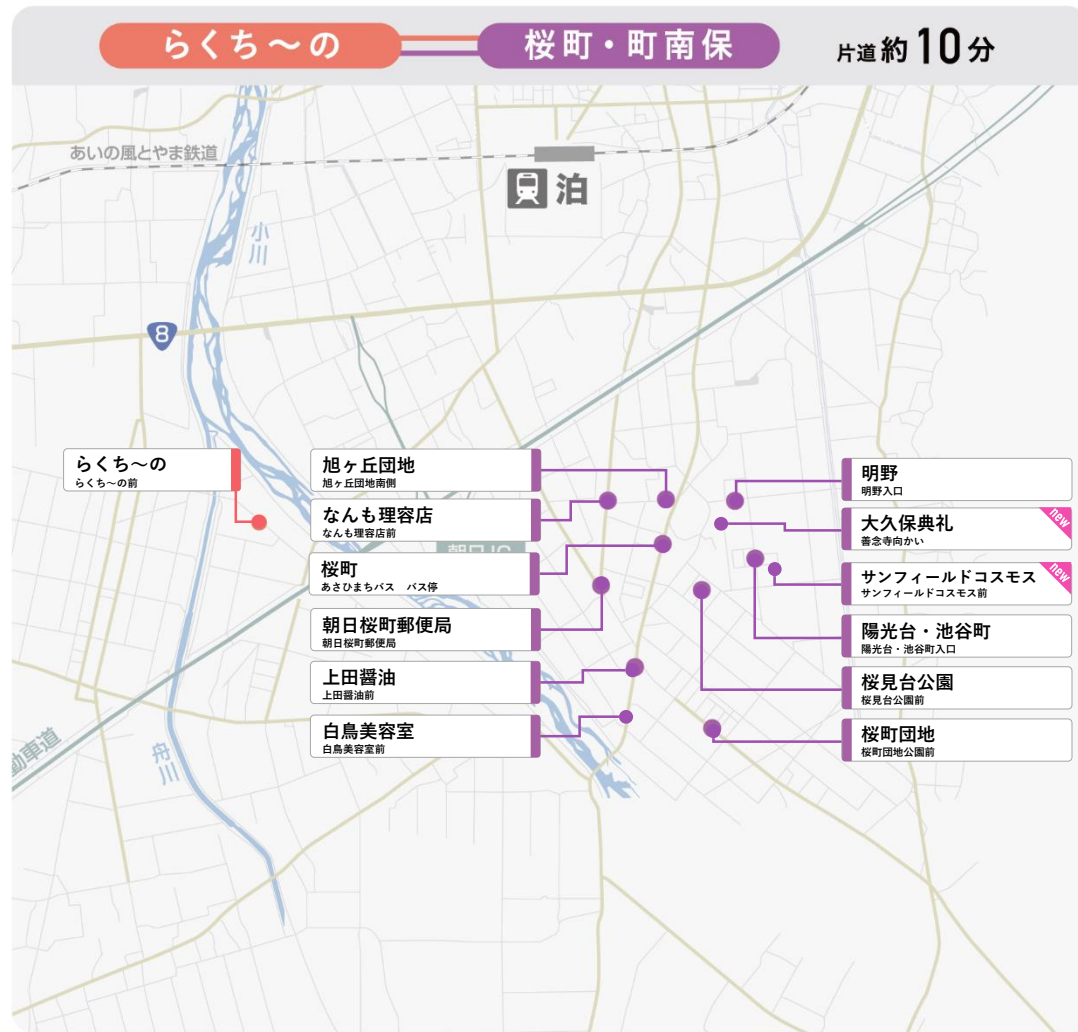 らくち～の
桜町・町南保
片道約10分
あいの風とやま鉄道
泊
小川
8
らくち～の
らくち～の前
旭ヶ丘団地
旭ヶ丘団地南側
なんも理容店
なんも理容店前
朝日IC
桜町
あさひまちバス　バス停
朝日桜町郵便局
朝日桜町郵便局
上田醤油
上田醤油前
白鳥美容室
白鳥美容室前
明野
明野入口
大久保典礼
善念寺向かい
new
サンフィールドコスモス
サンフィールドコスモス前
new
陽光台・池谷町
陽光台・池谷町入口
桜見台公園
桜見台公園前
桜町団地
桜町団地公園前
動車道
舟川